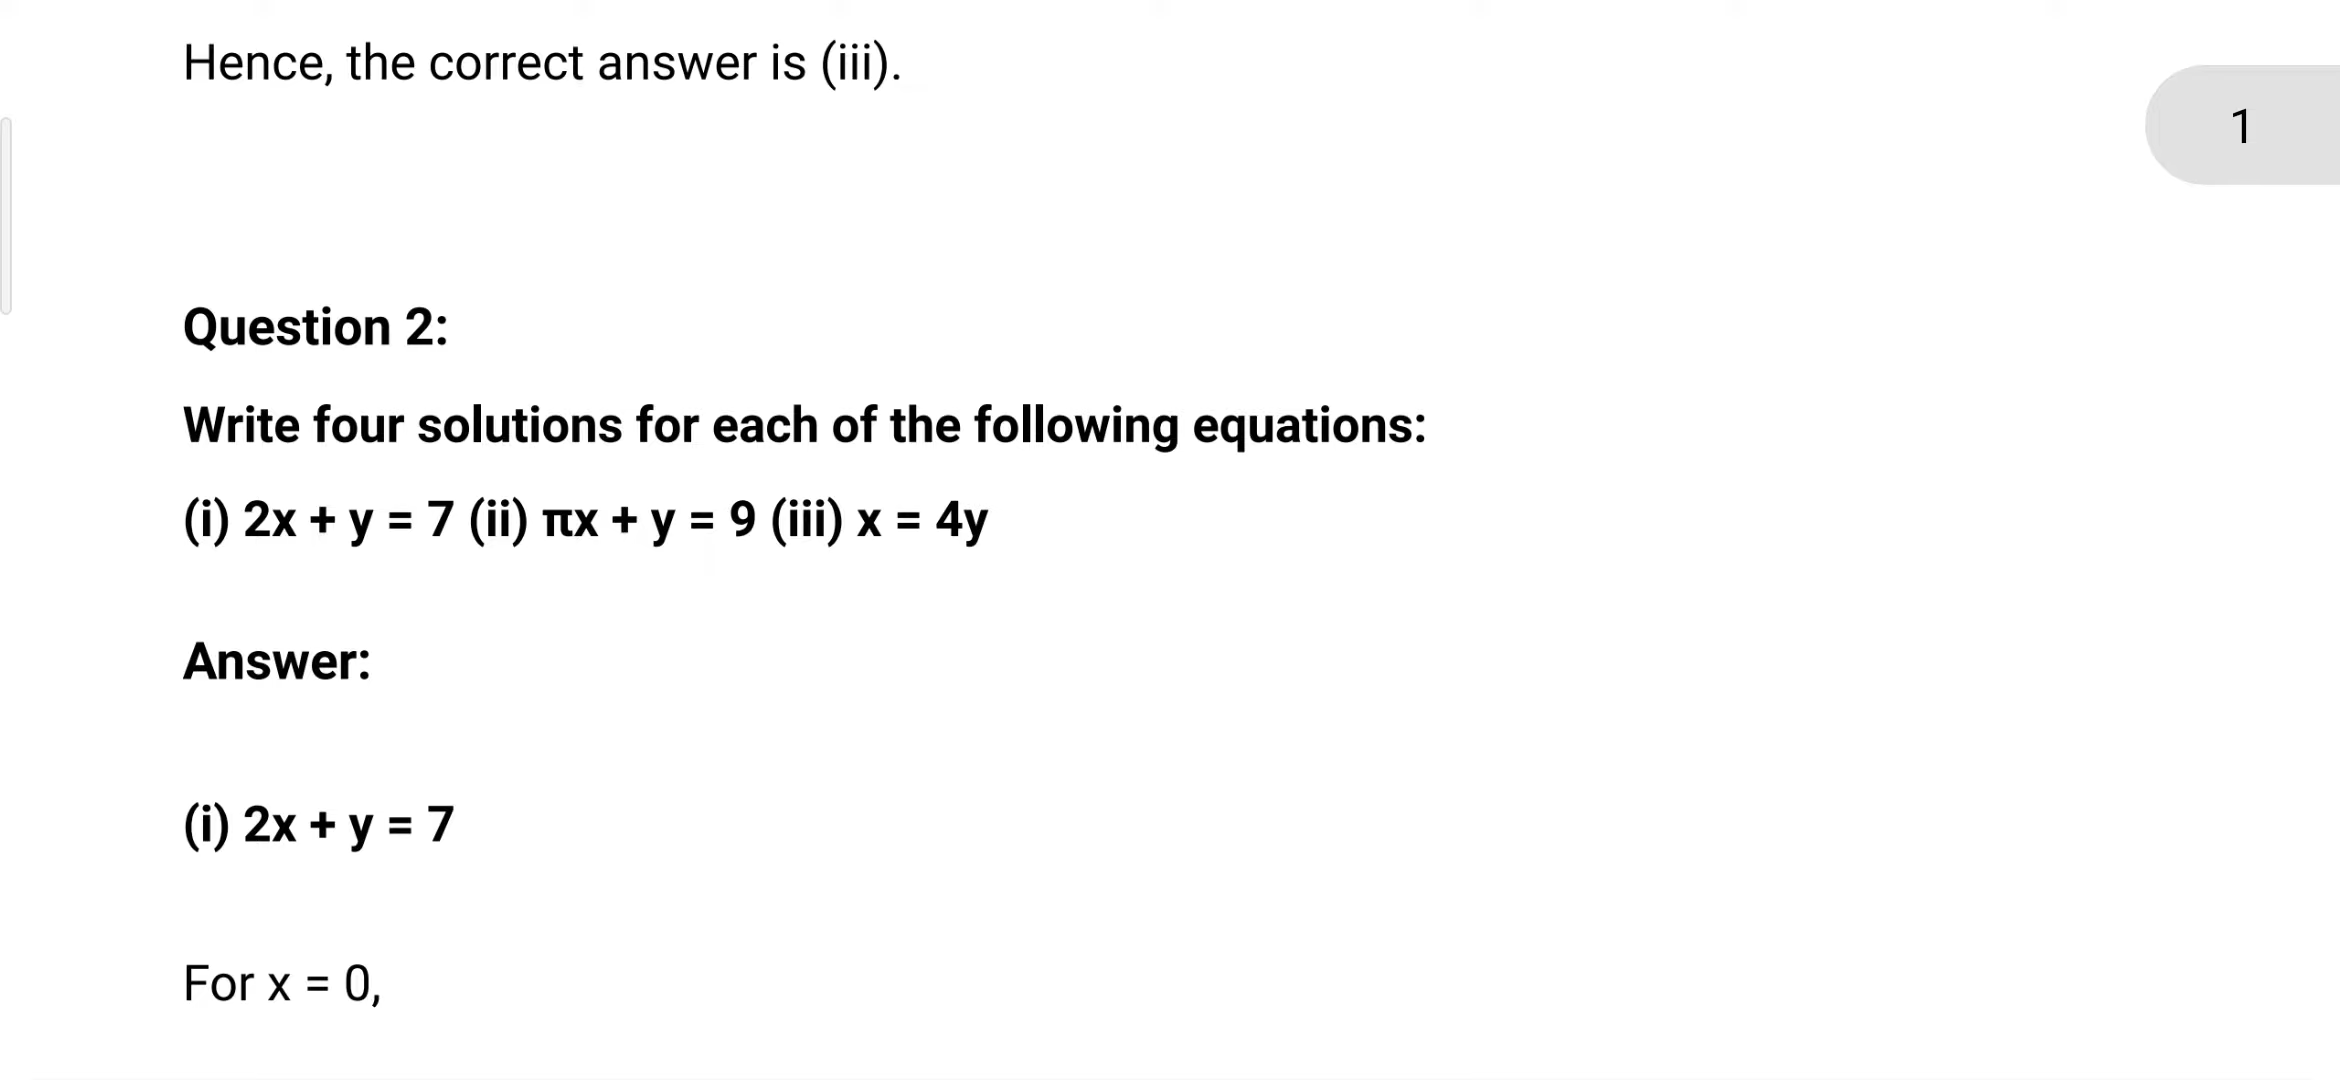 Hence, the correct answer is (iii).
1
Question 2:
Write four solutions for each of the following equations:
(i) 2x + y = 7 (ii) πx + y = 9 (iii) x = 4y
Answer:
(i) 2x + y = 7
For x = 0,